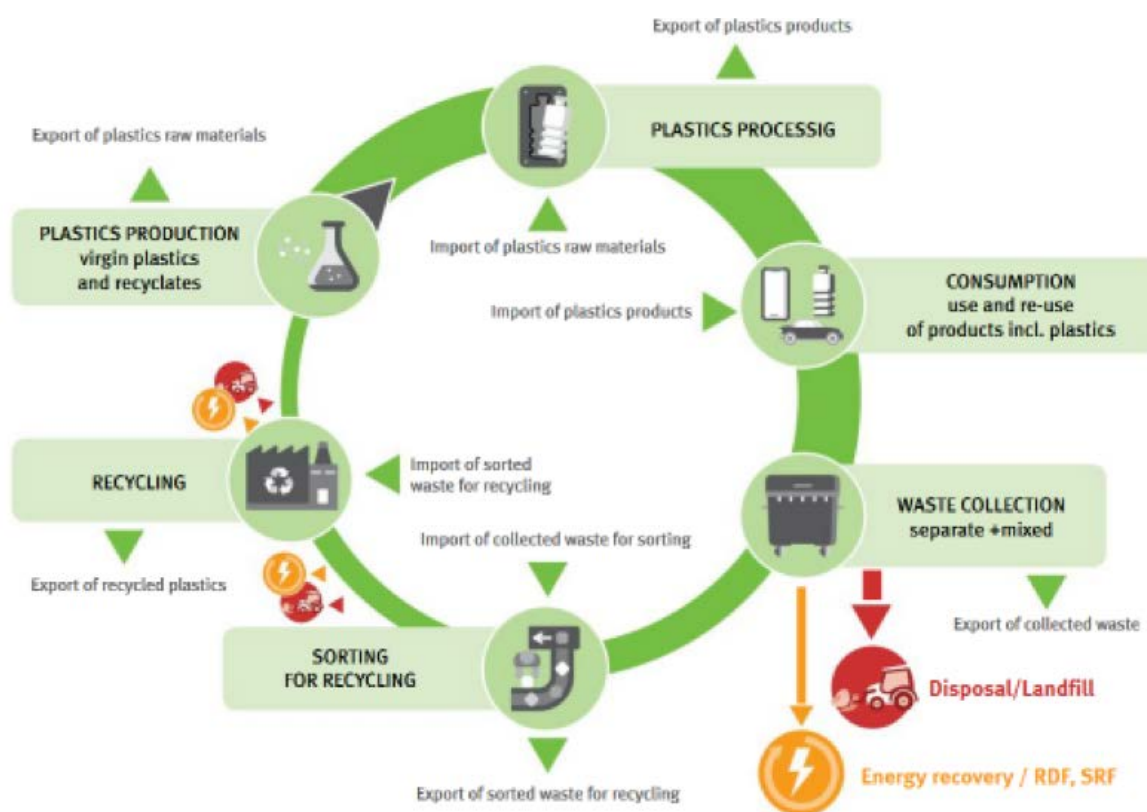 Export of plastics products
PLASTICS PROCESSIG
Export of plastics raw materials
PLASTICS PRODUCTION
virgin plastics
and recyclates
Import of plastics raw materials
Import of plastics products
CONSUMPTION
use and re-use
of products incl. plastics
RECYCLING
Import of sorted
waste for recycling
WASTE COLLECTION
separate +mixed
Import of collected waste for sorting
Export of recycled plastics
Export of collected waste
SORTING
FOR RECYCLING
Disposal/Landfill
Energy recovery / RDF, SRF
Export of sorted waste for recycling